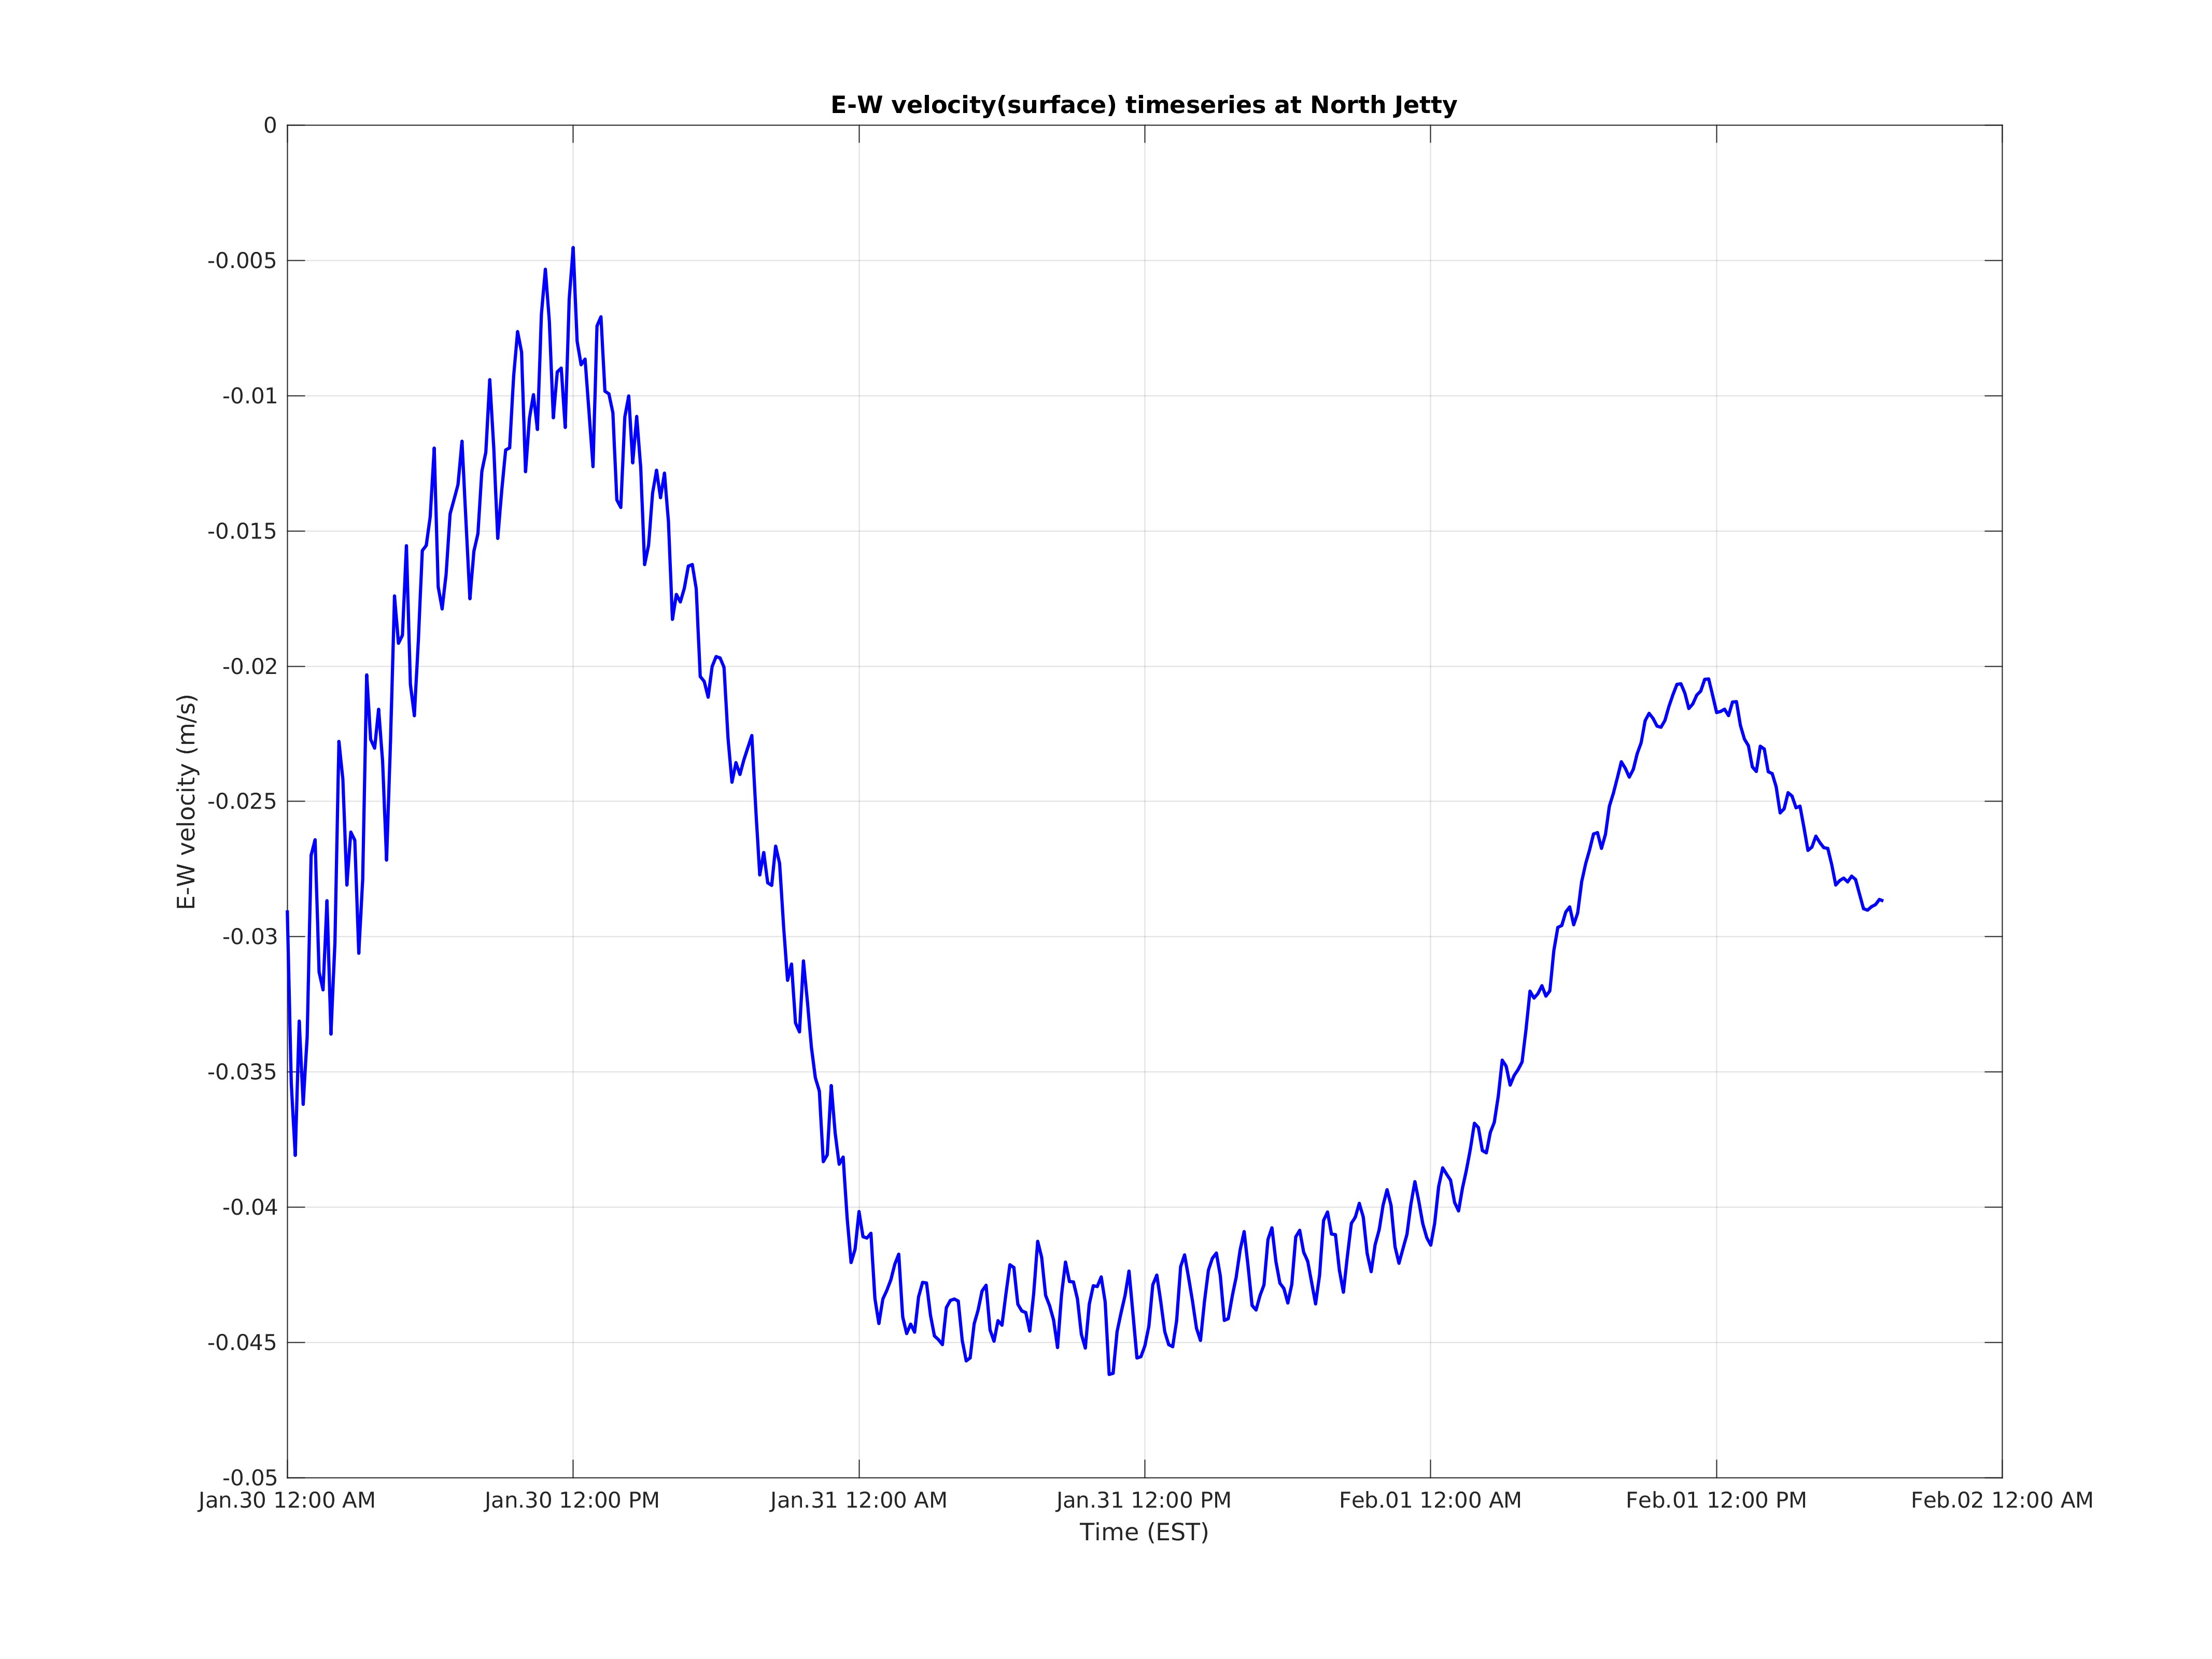 E-W velocity(surface) timeseries at North Jetty
0
-0.005
-0.01
-0.015
-0.02
-0.025
-0.03
-0.035
-0.04
-0.045
-0.05
E-W velocity (m/s)
Jan.30 12:00 AM
Jan.30 12:00 PM
Jan.31 12:00 AM
Jan.31 12:00 PM
Feb.01 12:00 AM
Feb.01 12:00 PM
Feb.02 12:00 AM
Time (EST)